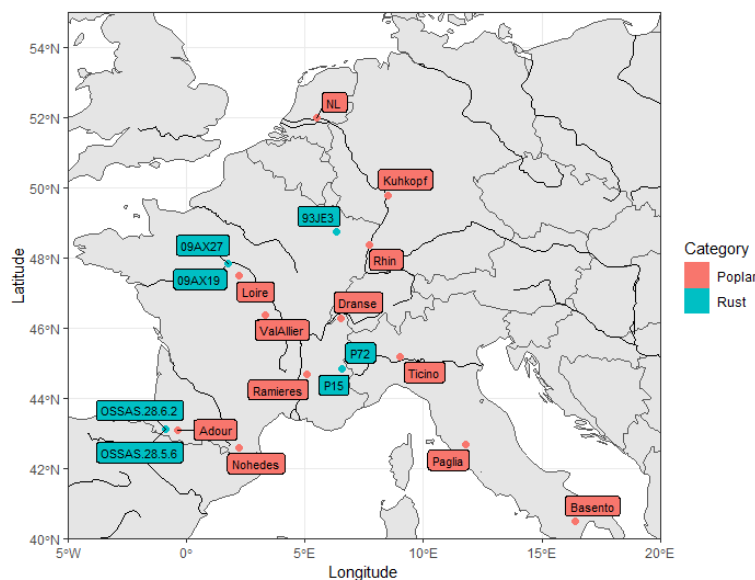 54°N
52°N
50°N
48°N
46°N
44°N
42°N
40°N
Latitude
NL
Kuhkopf
93JE3
09AX27
Rhin
09AX19
Loire
Dranse
ValAllier
P72
Ticino
P15
Ramieres
OSSAS.28.6.2
Adour
OSSAS.28.5.6
Nohedes
Paglia
Basento
5°W
0°
5°E
10°E
15°E
20°E
Longitude
Category
Poplar
Rust